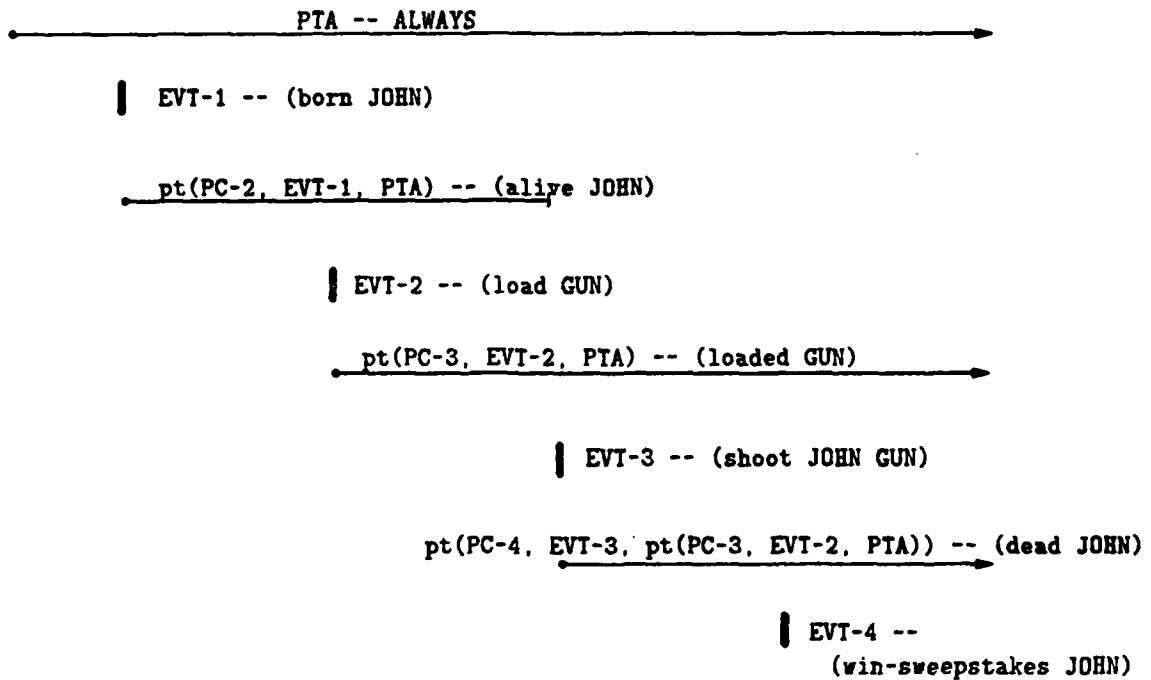 PTA -- ALWAYS
EVT-1 -- (born JOHN)
pt(PC-2, EVT-1, PTA) -- (alive JOHN)
EVT-2 -- (load GUN)
pt(PC-3, EVT-2, PTA) -- (loaded GUN)
EVT-3 -- (shoot JOHN GUN)
pt(PC-4, EVT-3, pt(PC-3, EVT-2, PTA)) -- (dead JOHN)
EVT-4 --
(win-sweepstakes JOHN)